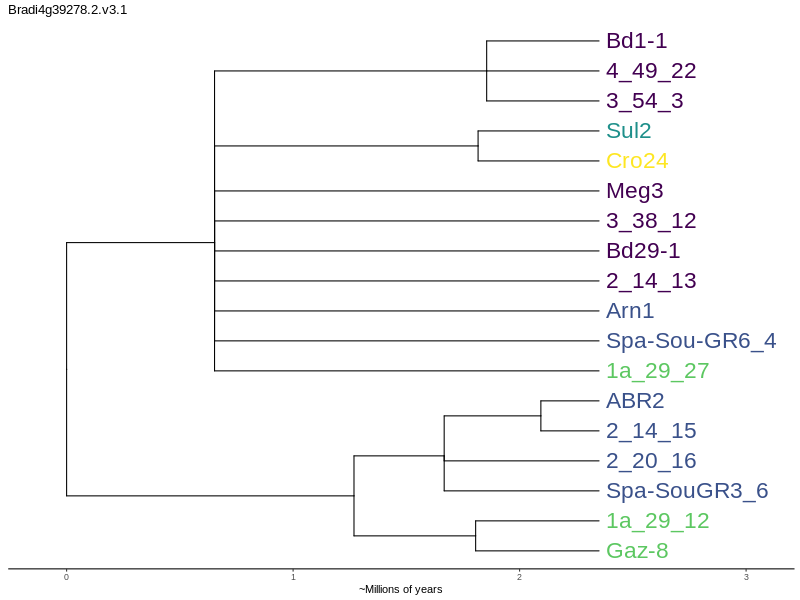 Bradi4g39278.2.v3.1
Bd1-1
4_49_22
3_54_3
Sul2
Cro24
Meg3
3_38_12
Bd29-1
2_14_13
Arn1
Spa-Sou-GR6_4
1a_29_27
ABR2
2_14_15
2_20_16
Spa-SouGR3_6
1a_29_12
Gaz-8
0 1 2 3
~Millions of years